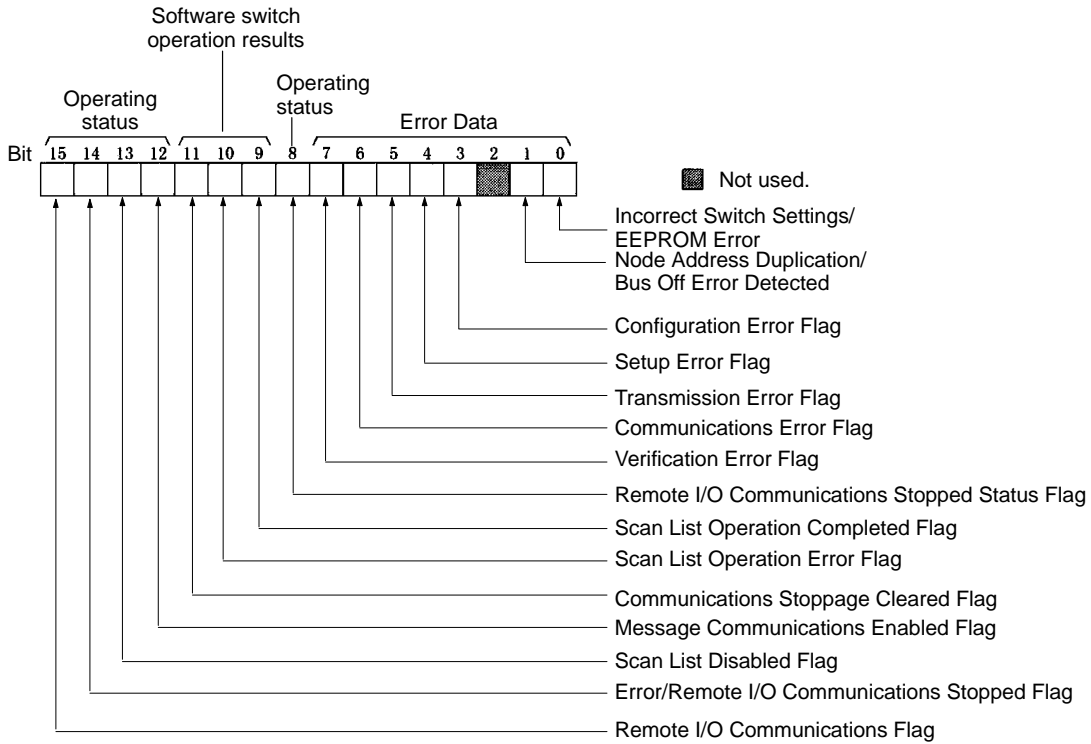 Software switch
operation results
Operating
status
Operating
status
Error Data
Bit 15 14 13 12 11 10 9 8 7 6 5 4 3 2 1 0
Not used.
Incorrect Switch Settings/
EEPROM Error
Node Address Duplication/
Bus Off Error Detected
Configuration Error Flag
Setup Error Flag
Transmission Error Flag
Communications Error Flag
Verification Error Flag
Remote I/O Communications Stopped Status Flag
Scan List Operation Completed Flag
Scan List Operation Error Flag
Communications Stoppage Cleared Flag
Message Communications Enabled Flag
Scan List Disabled Flag
Error/Remote I/O Communications Stopped Flag
Remote I/O Communications Flag